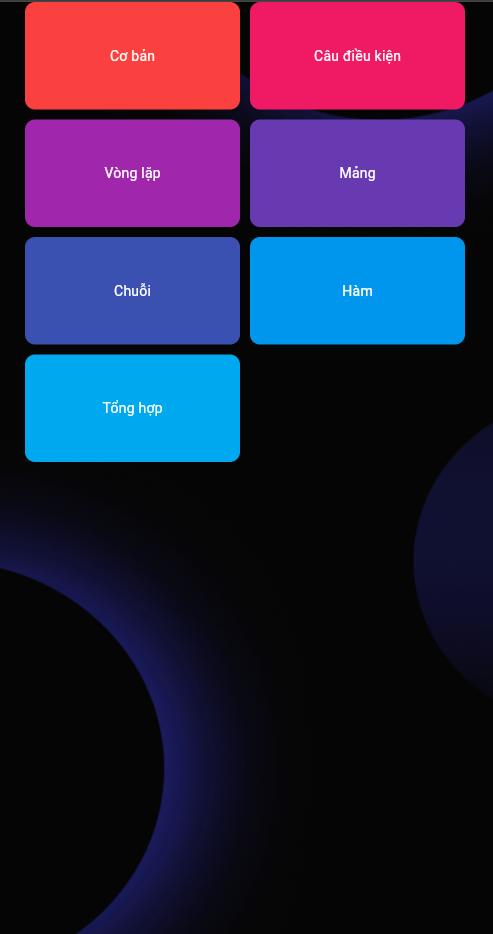 Cơ bản
Câu điều kiện
Vòng lặp
Mảng
Chuỗi
Hàm
Tổng hợp